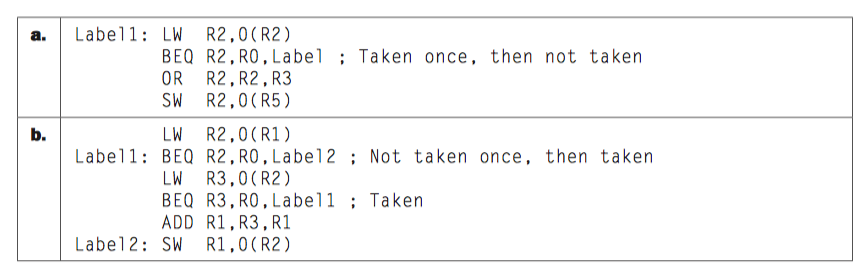 a. Label1: LW R2,0(R2)
BEQ R2,R0,Label ; Taken once, then not taken
OR R2,R2,R3
SW R2,0(R5)
b. LW R2,0(R1)
Label1: BEQ R2,R0,Label2 ; Not taken once, then taken
LW R3,0(R2)
BEQ R3,R0,Label1 ; Taken
ADD R1,R3,R1
Label2: SW R1,0(R2)